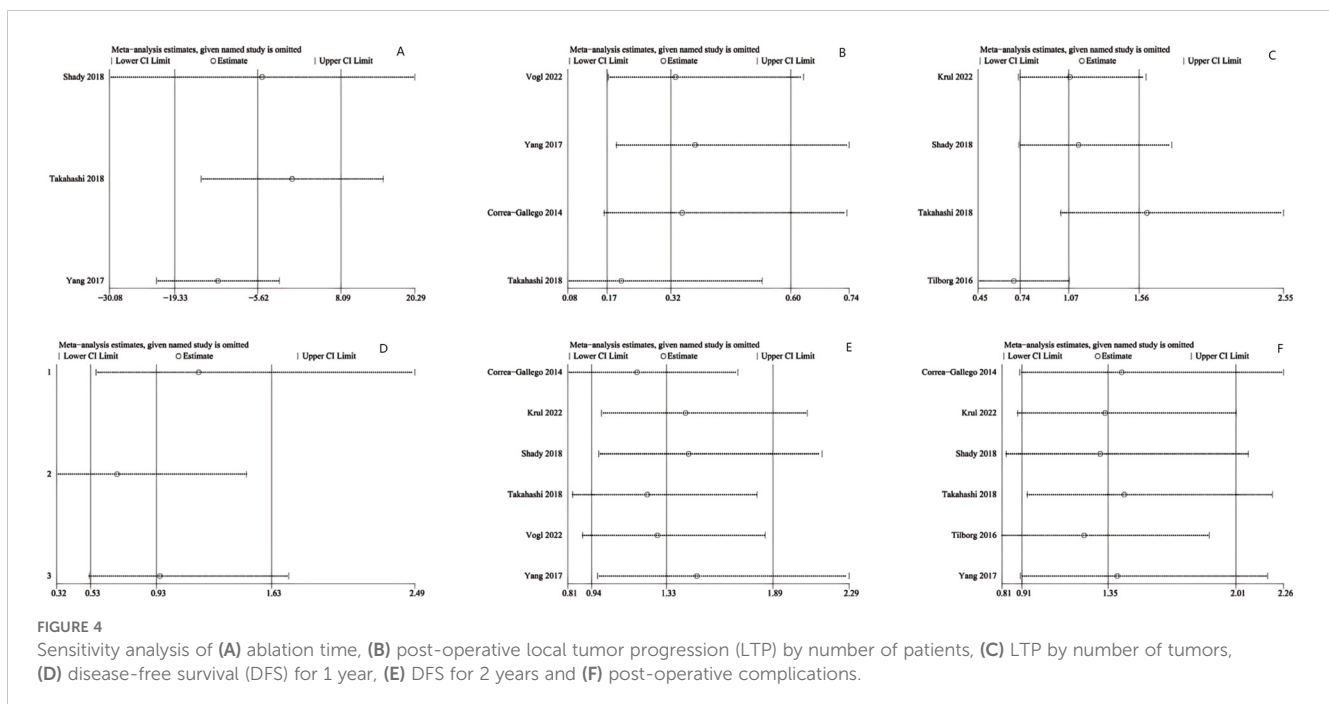 A
Meta-analysis estimates, given named study is omitted
| Lower CI Limit ○ Estimate | Upper CI Limit
Shady 2018
Takahashi 2018
Yang 2017
−30.08 −19.33 −5.62 8.09 20.29
B
Meta-analysis estimates, given named study is omitted
| Lower CI Limit ○ Estimate | Upper CI Limit
Vogl 2022
Yang 2017
Correa-Gallego 2014
Takahashi 2018
0.08 0.17 0.32 0.60 0.74
C
Meta-analysis estimates, given named study is omitted
| Lower CI Limit ○ Estimate | Upper CI Limit
Krul 2022
Shady 2018
Takahashi 2018
Tilborg 2016
0.45 0.74 1.07 1.56 2.55
D
Meta-analysis estimates, given named study is omitted
| Lower CI Limit ○ Estimate | Upper CI Limit
1
2
3
0.32 0.53 0.93 1.63 2.49
E
Meta-analysis estimates, given named study is omitted
| Lower CI Limit ○ Estimate | Upper CI Limit
Correa-Gallego 2014
Krul 2022
Shady 2018
Takahashi 2018
Vogl 2022
Yang 2017
0.81 0.94 1.33 1.89 2.29
F
Meta-analysis estimates, given named study is omitted
| Lower CI Limit ○ Estimate | Upper CI Limit
Correa-Gallego 2014
Krul 2022
Shady 2018
Takahashi 2018
Tilborg 2016
Yang 2017
0.81 0.91 1.35 2.01 2.26
FIGURE 4
Sensitivity analysis of (A) ablation time, (B) post-operative local tumor progression (LTP) by number of patients, (C) LTP by number of tumors,
(D) disease-free survival (DFS) for 1 year, (E) DFS for 2 years and (F) post-operative complications.